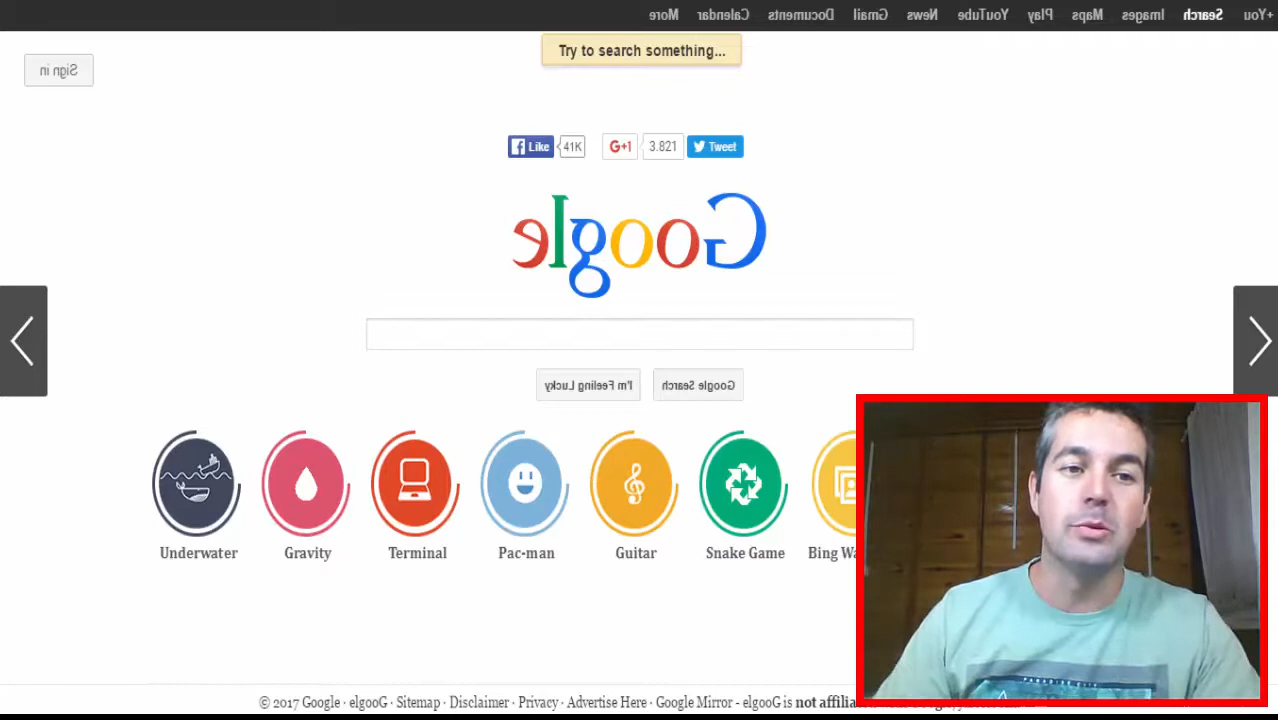 +You Search Images Maps Play YouTube News Gmail Documents Calendar More
Try to search something...
Sign in
Like 41K G+1 3.821 Tweet
Google
I'm Feeling Lucky Google Search
Underwater Gravity Terminal Pac-man Guitar Snake Game Bing
© 2017 Google · elgooG · Sitemap · Disclaimer · Privacy · Advertise Here · Google Mirror - elgooG is not